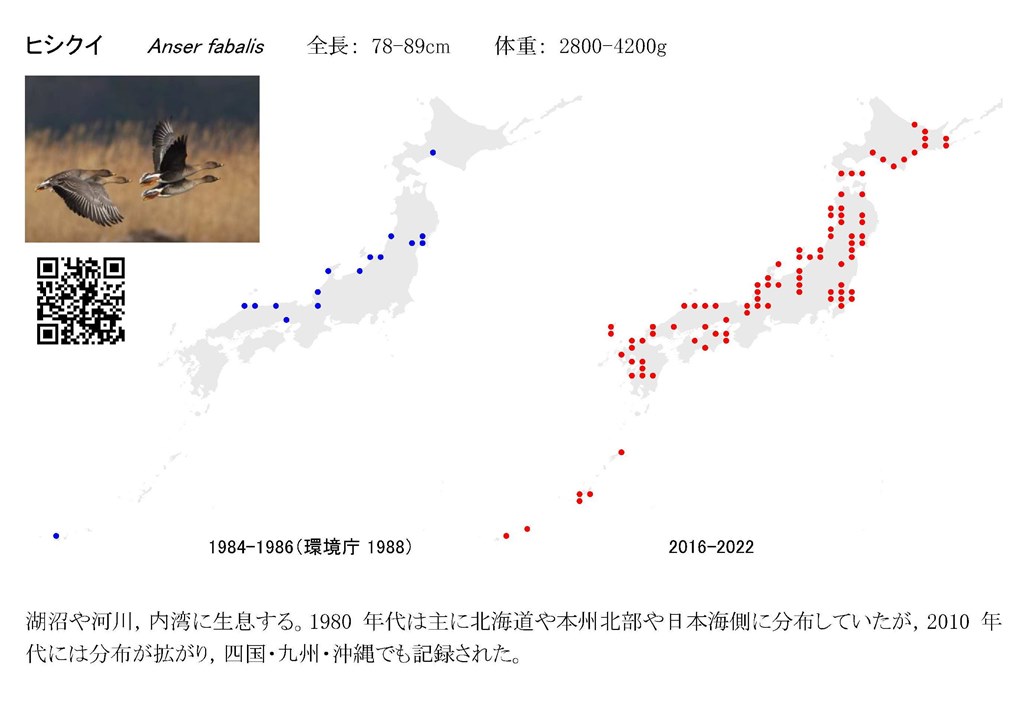 ヒシクイ Anser fabalis 全長： 78-89cm 体重： 2800-4200g
1984-1986（環境庁 1988） 2016-2022
湖沼や河川，内湾に生息する。1980 年代は主に北海道や本州北部や日本海側に分布していたが，2010 年
代には分布が拡がり，四国・九州・沖縄でも記録された。